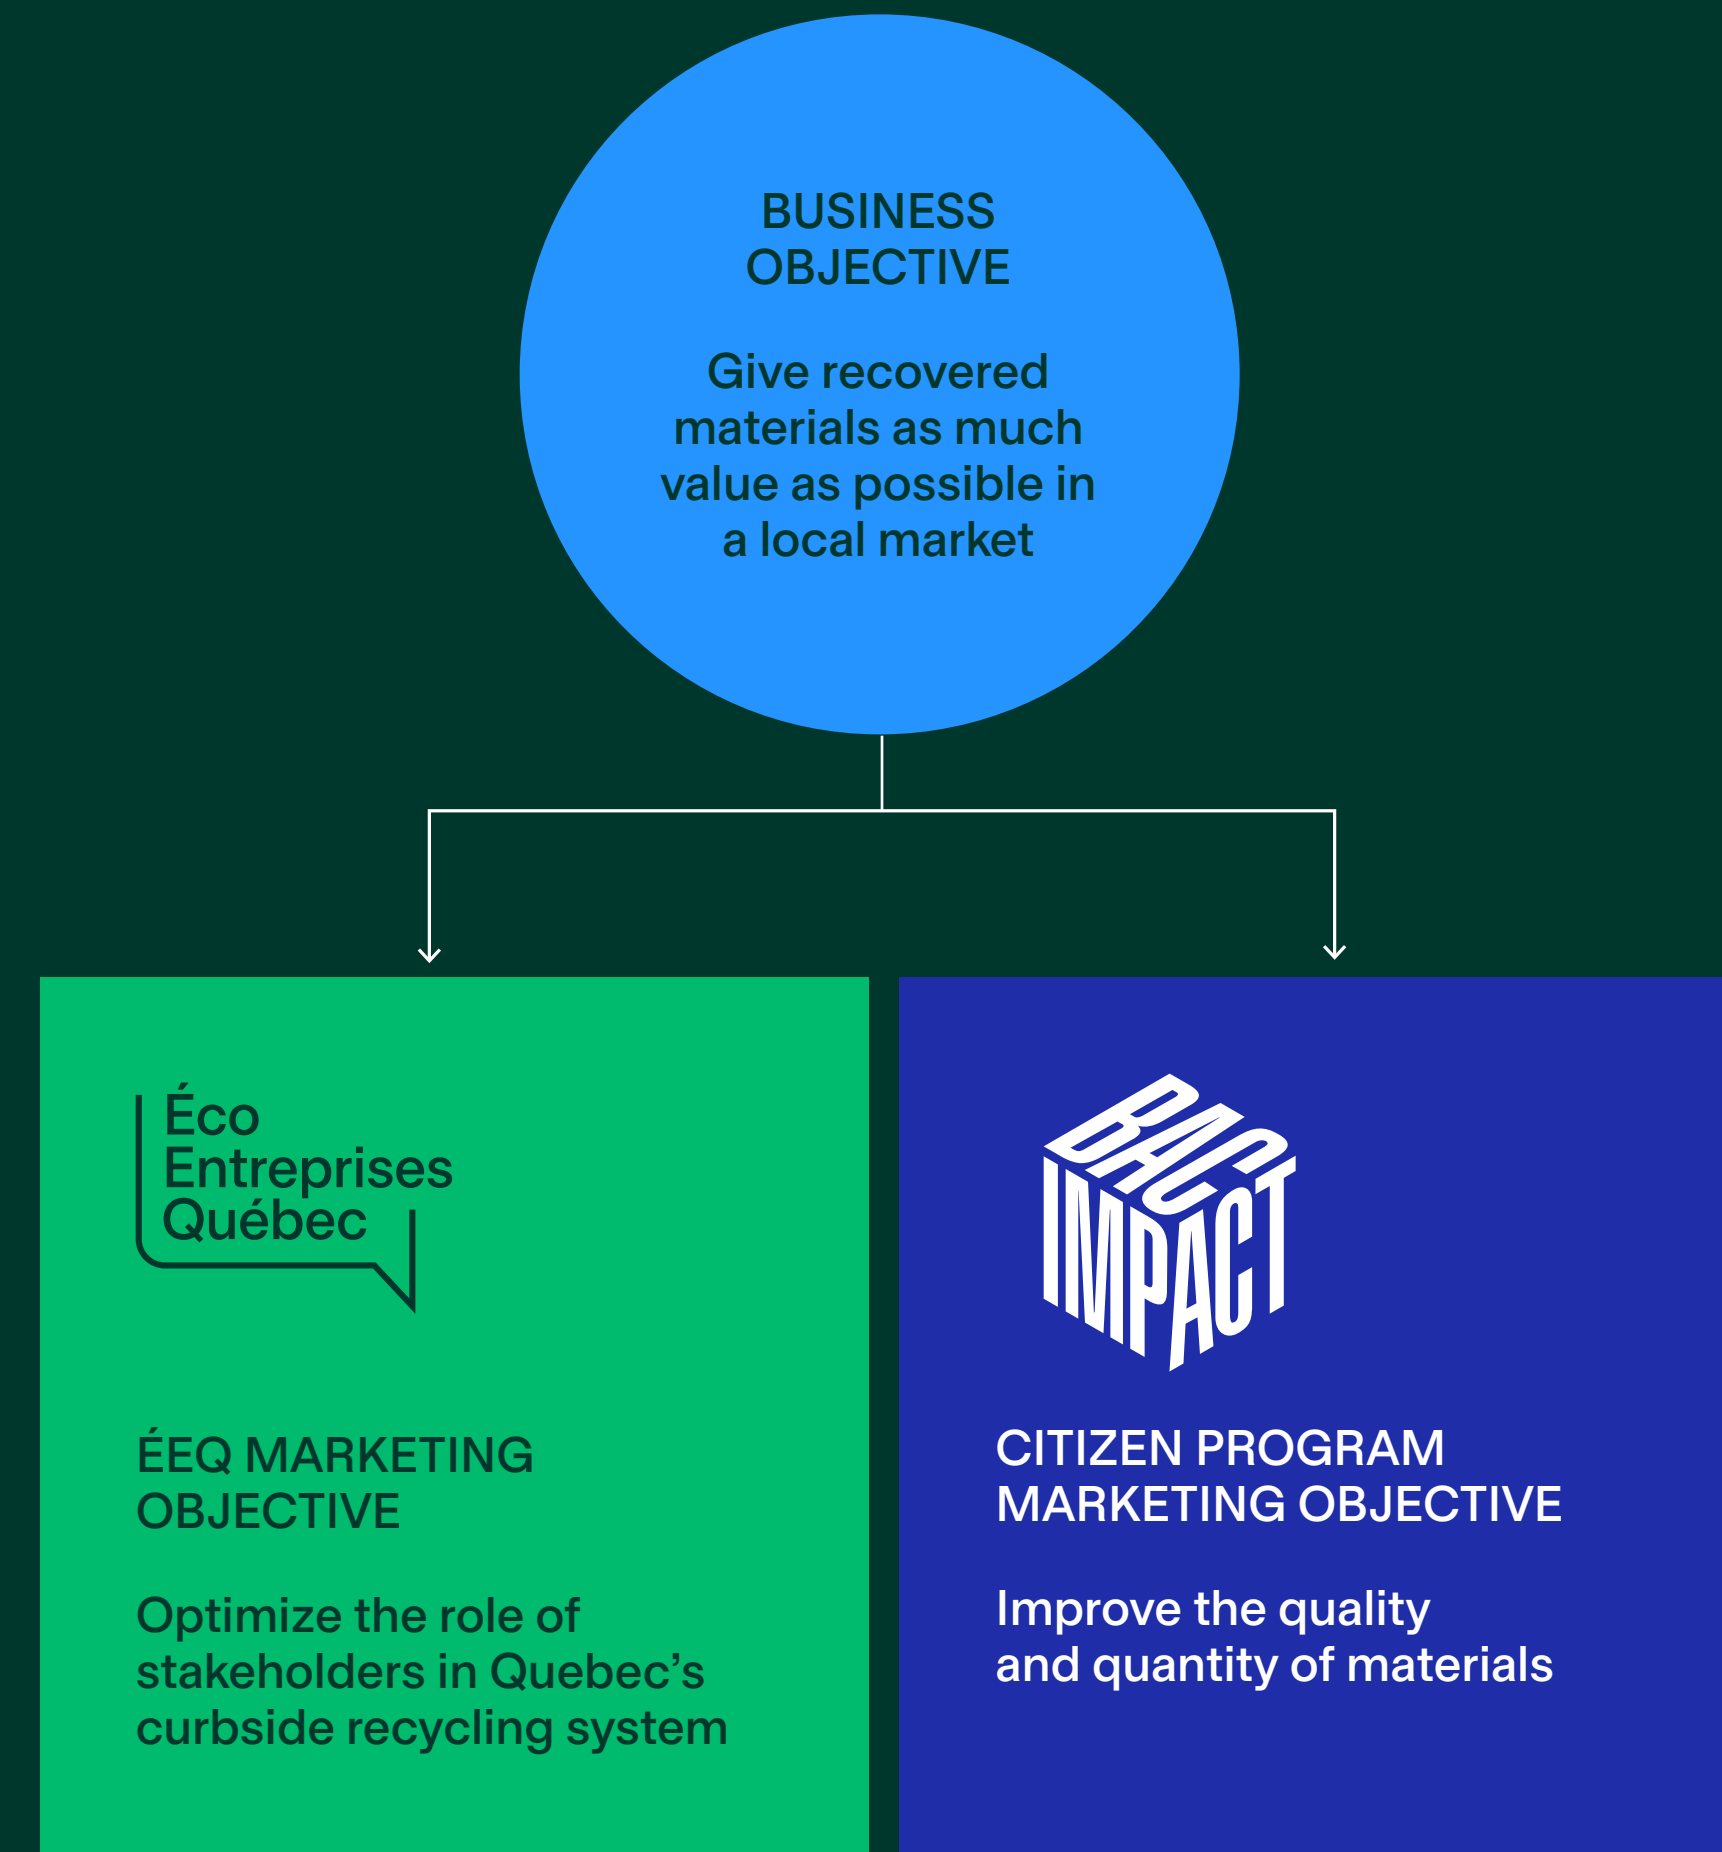 BUSINESS
OBJECTIVE
Give recovered
materials as much
value as possible in
a local market
Éco
Entreprises
Québec
ÉEQ MARKETING
OBJECTIVE
Optimize the role of
stakeholders in Quebec’s
curbside recycling system
BAC
IMPACT
CITIZEN PROGRAM
MARKETING OBJECTIVE
Improve the quality
and quantity of materials